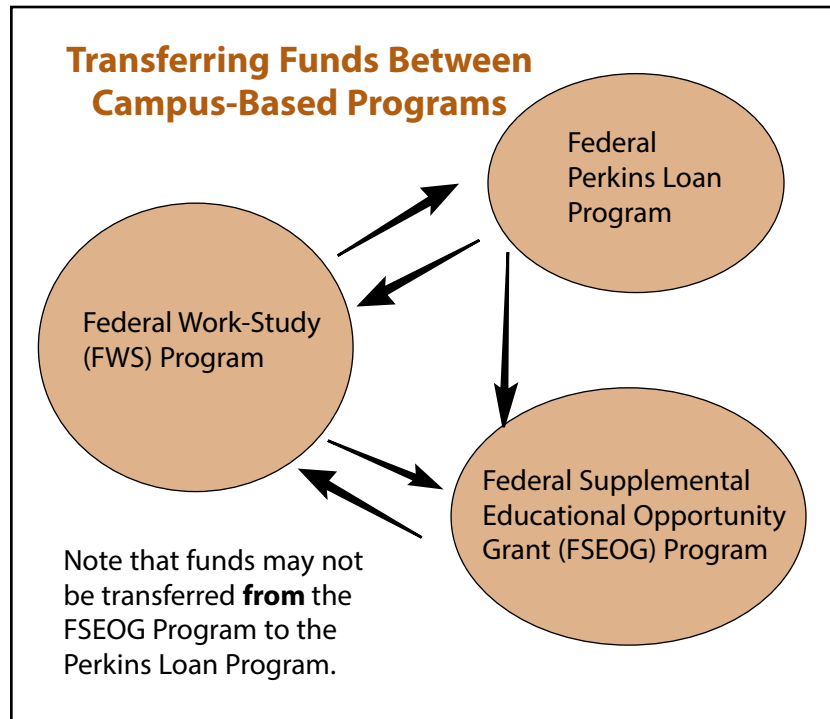 Transferring Funds Between
Campus-Based Programs
Federal
Perkins Loan
Program
Federal Work-Study
(FWS) Program
Federal Supplemental
Educational Opportunity
Grant (FSEOG) Program
Note that funds may not
be transferred from the
FSEOG Program to the
Perkins Loan Program.